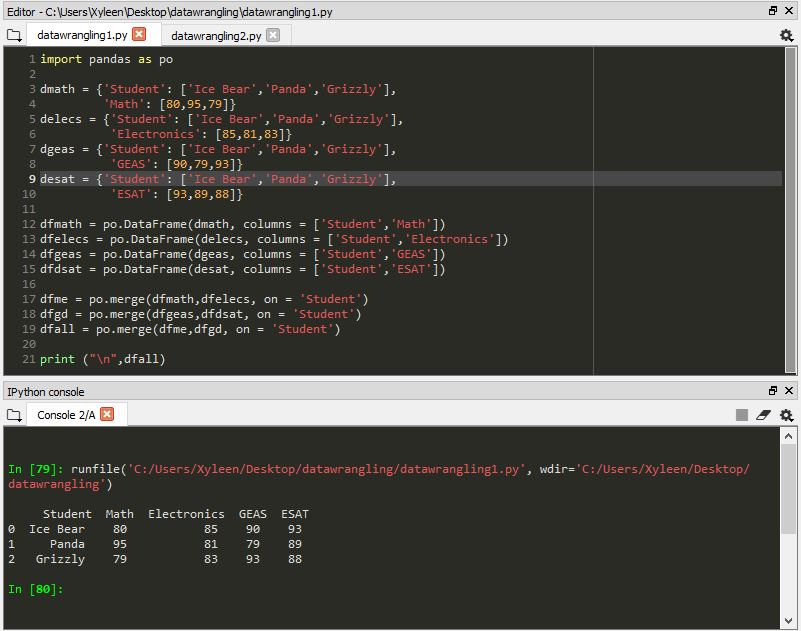 Editor - C:\Users\Xyleen\Desktop\datawrangling\datawrangling1.py
datawrangling1.py datawrangling2.py
1 import pandas as po
2
3 dmath = {'Student': ['Ice Bear','Panda','Grizzly'],
4          'Math': [80,95,79]}
5 delecs = {'Student': ['Ice Bear','Panda','Grizzly'],
6           'Electronics': [85,81,83]}
7 dgeas = {'Student': ['Ice Bear','Panda','Grizzly'],
8          'GEAS': [90,79,93]}
9 desat = {'Student': ['Ice Bear','Panda','Grizzly'],
10          'ESAT': [93,89,88]}
11
12 dfmath = po.DataFrame(dmath, columns = ['Student','Math'])
13 dfelecs = po.DataFrame(delecs, columns = ['Student','Electronics'])
14 dfgeas = po.DataFrame(dgeas, columns = ['Student','GEAS'])
15 dfdsat = po.DataFrame(desat, columns = ['Student','ESAT'])
16
17 dfme = po.merge(dfmath,dfelecs, on = 'Student')
18 dfgd = po.merge(dfgeas,dfdsat, on = 'Student')
19 dfall = po.merge(dfme,dfgd, on = 'Student')
20
21 print ("\n",dfall)
IPython console
Console 2/A
In [79]: runfile('C:/Users/Xyleen/Desktop/datawrangling/datawrangling1.py', wdir='C:/Users/Xyleen/Desktop/
datawrangling')
     Student  Math  Electronics  GEAS  ESAT
0  Ice Bear    80           85    90    93
1     Panda    95           81    79    89
2   Grizzly    79           83    93    88
In [80]: